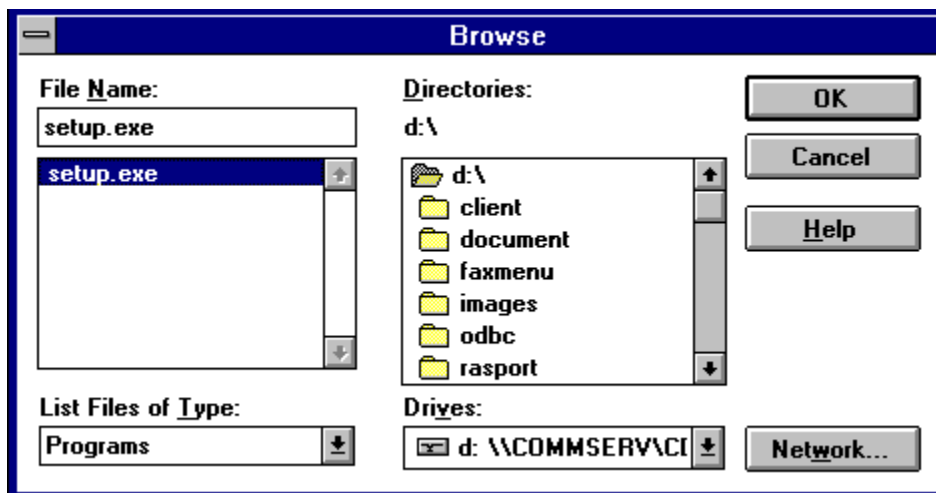 Browse
File Name:
setup.exe
setup.exe
List Files of Type:
Programs
Directories:
d:\
d:\
client
document
faxmenu
images
odbc
rasport
Drives:
d: \\COMMSERV\
OK
Cancel
Help
Network...